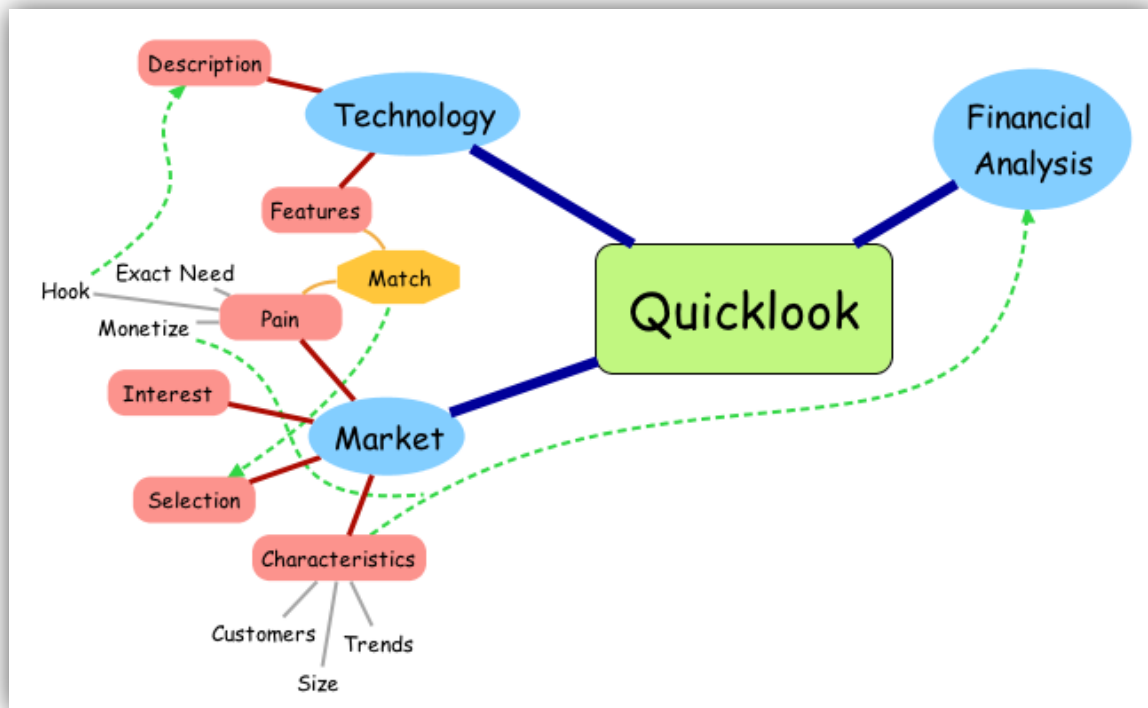 Description
Technology
Financial
Analysis
Features
Exact Need
Match
Hook
Pain
Monetize
Quicklook
Interest
Market
Selection
Characteristics
Customers
Trends
Size